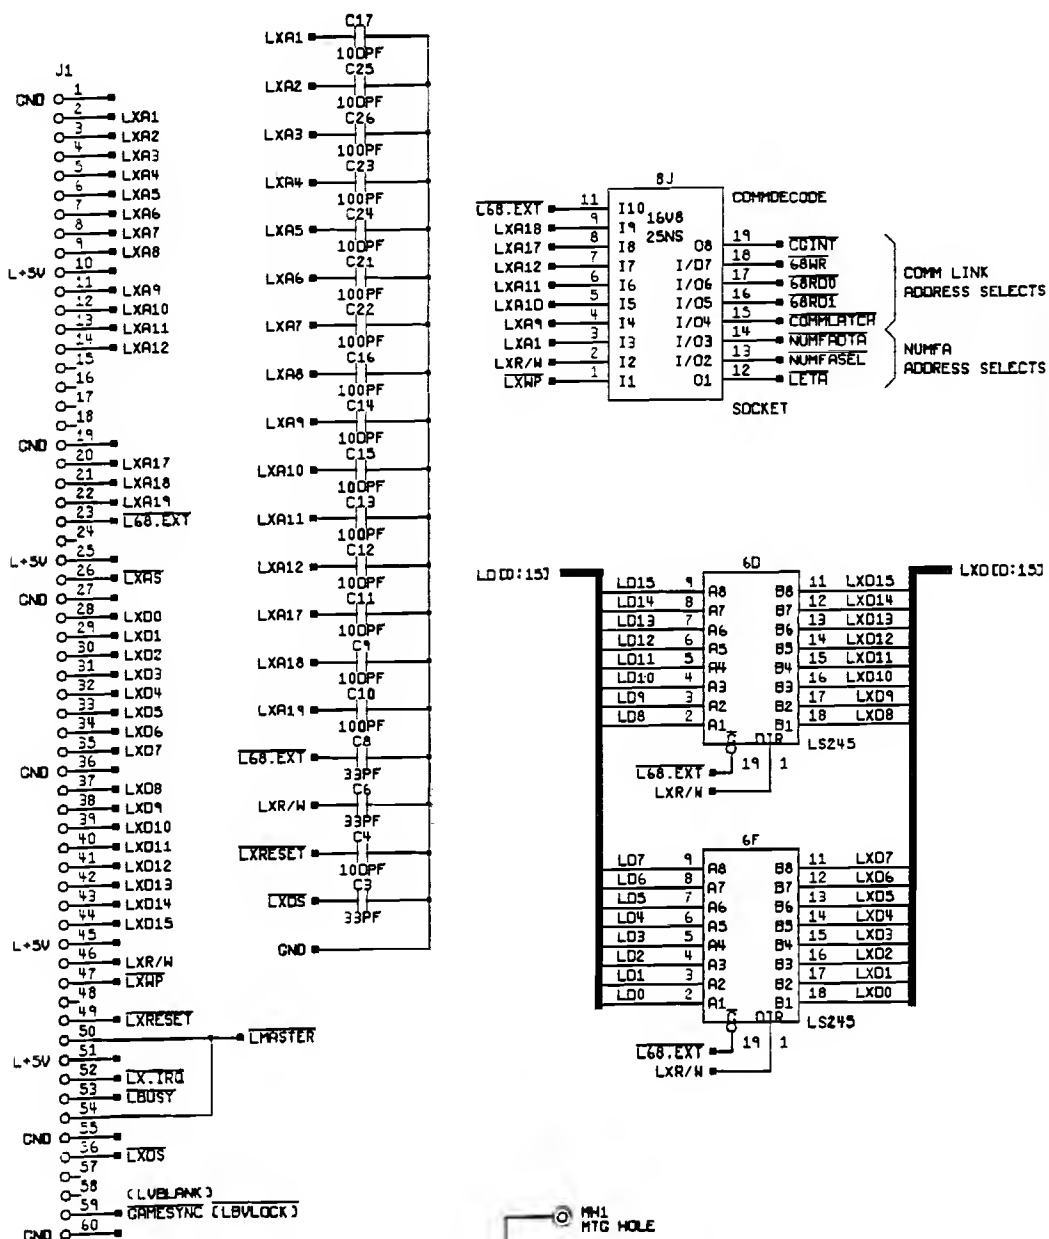 J1
GND 1
2 LXA1
3 LXA2
4 LXA3
5 LXA4
6 LXA5
7 LXA6
8 LXA7
9 LXA8
L+5V 10
11 LXA9
12 LXA10
13 LXA11
14 LXA12
15
16
17
18
GND 19
20 LXA17
21 LXA18
22 LXA19
23 L68.EXT
24
L+5V 25
26 LXAS
GND 27
28 LXD0
29 LXD1
30 LXD2
31 LXD3
32 LXD4
33 LXD5
34 LXD6
35 LXD7
GND 36
37 LXD8
38 LXD9
39 LXD10
40 LXD11
41 LXD12
42 LXD13
43 LXD14
44 LXD15
L+5V 45
46 LXR/W
47 LXWP
48
49 LXRESET
50 LMASTER
L+5V 51
52 LX.IRQ
53 LBUSY
54
GND 55
56 LXDS
57
58 (LVBLANK)
59 GAMESYNC (LBVLOCK)
GND 60
C17
LXA1
100PF
C25
LXA2
100PF
C26
LXA3
100PF
C23
LXA4
100PF
C24
LXA5
100PF
C21
LXA6
100PF
C22
LXA7
100PF
C16
LXA8
100PF
C14
LXA9
100PF
C15
LXA10
100PF
C13
LXA11
100PF
C12
LXA12
100PF
C11
LXA17
100PF
C9
LXA18
100PF
C10
LXA19
100PF
C8
L68.EXT
33PF
C6
LXR/W
33PF
C4
LXRESET
100PF
C3
LXDS
33PF
GND
8J
COMMDECODE
16V8
25NS
L68.EXT 11 I10
LXA18 9 I9
LXA17 8 I8
LXA12 7 I7
LXA11 6 I6
LXA10 5 I5
LXA9 4 I4
LXA1 3 I3
LXR/W 2 I2
LXWP 1 I1
O8 19 CGINT
I/O7 18 68WR
I/O6 17 68RD0
I/O5 16 68RD1
I/O4 15 COMMLATCH
I/O3 14 NUMFADTA
I/O2 13 NUMFASEL
O1 12 LETA
SOCKET
COMM LINK
ADDRESS SELECTS
NUMFA
ADDRESS SELECTS
LD[0:15]
LXD[0:15]
6D
LD15 9 A8 B8 11 LXD15
LD14 8 A7 B7 12 LXD14
LD13 7 A6 B6 13 LXD13
LD12 6 A5 B5 14 LXD12
LD11 5 A4 B4 15 LXD11
LD10 4 A3 B3 16 LXD10
LD9 3 A2 B2 17 LXD9
LD8 2 A1 B1 18 LXD8
G DIR
LS245
19 1
L68.EXT
LXR/W
6F
LD7 9 A8 B8 11 LXD7
LD6 8 A7 B7 12 LXD6
LD5 7 A6 B6 13 LXD5
LD4 6 A5 B5 14 LXD4
LD3 5 A4 B4 15 LXD3
LD2 4 A3 B3 16 LXD2
LD1 3 A2 B2 17 LXD1
LD0 2 A1 B1 18 LXD0
G DIR
LS245
19 1
L68.EXT
LXR/W
MH1
MTG HOLE